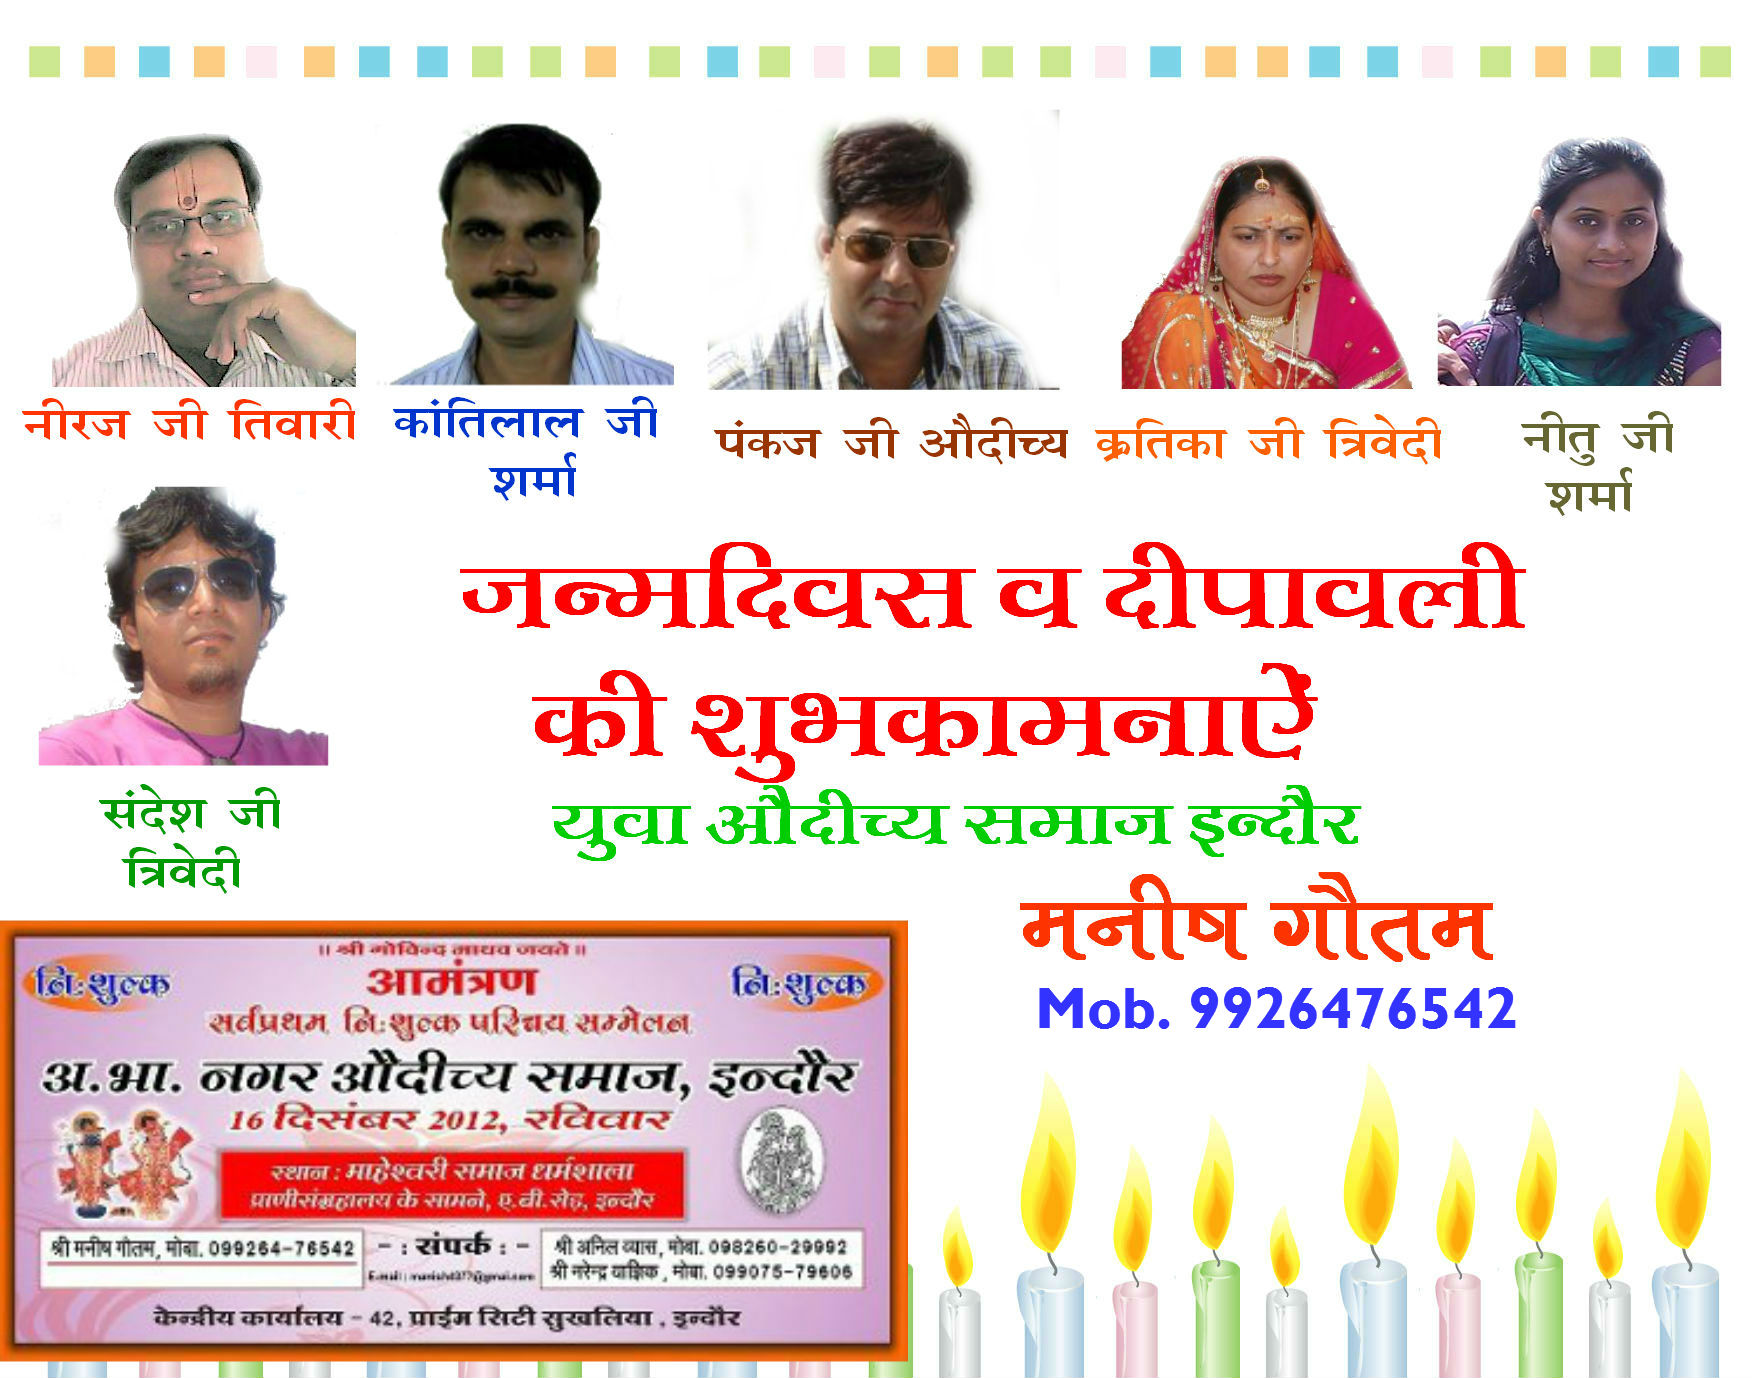 नीरज जी तिवारी
कांतिलाल जी
शर्मा
पंकज जी औदीच्य
क्रतिका जी त्रिवेदी
नीतु जी
शर्मा
संदेश जी
त्रिवेदी
जन्मदिवस व दीपावली
की शुभकामनाऐं
युवा औदीच्य समाज इन्दौर
मनीष गौतम
Mob. 9926476542
॥ श्री गोविन्द माधव जयते ॥
नि:शुल्क
आमंत्रण
नि:शुल्क
सर्वप्रथम नि:शुल्क परिचय सम्मेलन
अ.भा. नगर औदीच्य समाज, इन्दौर
16 दिसंबर 2012, रविवार
स्थान : माहेश्वरी समाज धर्मशाला
प्राणीसंग्रहालय के सामने, ए.बी.रोड़, इन्दौर
श्री मनीष गौतम, मोबा. 099264-76542
- : संपर्क : -
श्री अनिल व्यास, मोबा. 098260-29992
श्री नरेन्द्र याज्ञिक, मोबा. 099075-79606
केन्द्रीय कार्यालय - 42, प्राईम सिटी सुखलिया, इन्दौर